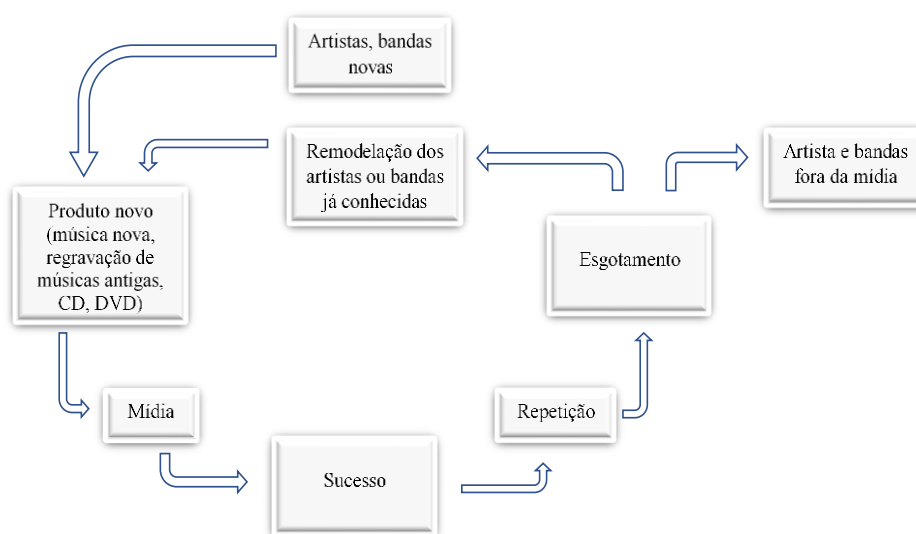 Artistas, bandas
novas
Remodelação dos
artistas ou bandas
já conhecidas
Artista e bandas
fora da mídia
Produto novo
(música nova,
regravação de
músicas antigas,
CD, DVD)
Esgotamento
Mídia
Repetição
Sucesso